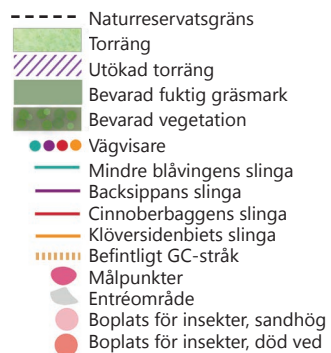 Naturreservatsgräns
Torräng
Utökad torräng
Bevarad fuktig gräsmark
Bevarad vegetation
Vägvisare
Mindre blåvingens slinga
Backsippans slinga
Cinnoberbaggens slinga
Klöversidenbiets slinga
Befintligt GC-stråk
Målpunkter
Entréområde
Boplats för insekter, sandhög
Boplats för insekter, död ved